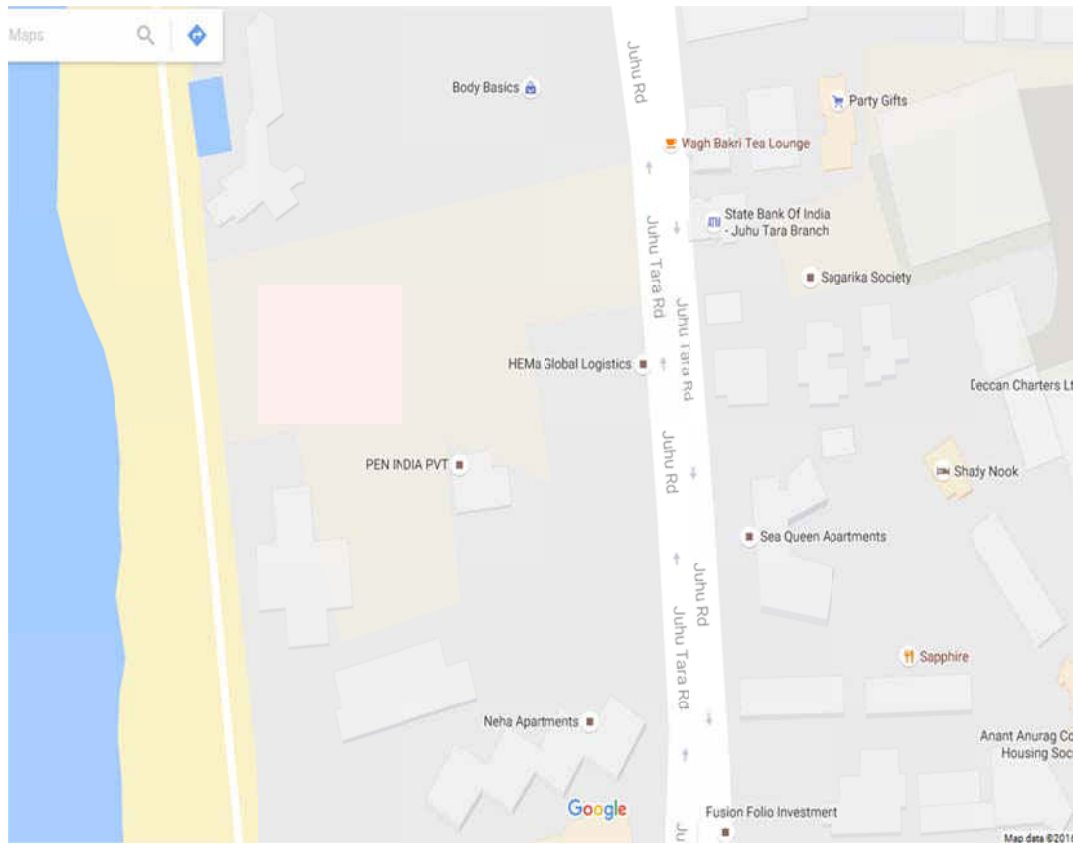 Maps
Juhu Rd
Body Basics
Party Gifts
Wagh Bakri Tea Lounge
State Bank Of India
- Juhu Tara Branch
ATM
Juhu Tara Rd
Sagarika Society
Juhu Tara Rd
HEMa Global Logistics
Deccan Charters Lt
Juhu Rd
PEN INDIA PVT
Shady Nook
Sea Queen Apartments
Juhu Rd
Juhu Tara Rd
Sapphire
Neha Apartments
Anant Anurag Co
Housing Soc
Google
Fusion Folio Investment
Ju
Map data ©2016